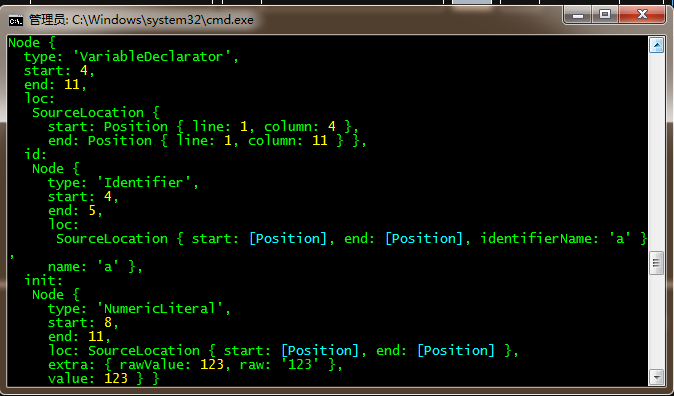 管理员: C:\Windows\system32\cmd.exe
Node {
  type: 'VariableDeclarator',
  start: 4,
  end: 11,
  loc:
   SourceLocation {
     start: Position { line: 1, column: 4 },
     end: Position { line: 1, column: 11 } },
  id:
   Node {
     type: 'Identifier',
     start: 4,
     end: 5,
     loc:
      SourceLocation { start: [Position], end: [Position], identifierName: 'a' }
,
     name: 'a' },
  init:
   Node {
     type: 'NumericLiteral',
     start: 8,
     end: 11,
     loc: SourceLocation { start: [Position], end: [Position] },
     extra: { rawValue: 123, raw: '123' },
     value: 123 } }